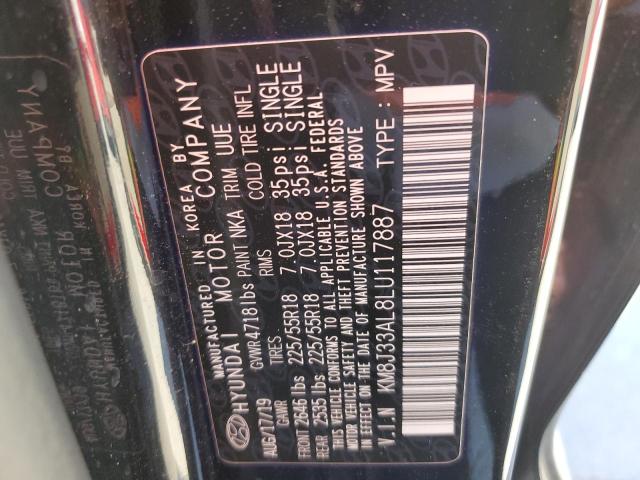 MANUFACTURED IN KOREA BY
HYUNDAI MOTOR COMPANY
AUG/17/19 GVWR 4718 lbs PAINT NKA TRIM UUE
GAWR TIRES RIMS COLD TIRE INFL
FRONT 2646 lbs 225/55R18 7.0JX18 35psi SINGLE
REAR 2535 lbs 225/55R18 7.0JX18 35psi SINGLE
THIS VEHICLE CONFORMS TO ALL APPLICABLE U.S.A. FEDERAL
MOTOR VEHICLE SAFETY AND THEFT PREVENTION STANDARDS
IN EFFECT ON THE DATE OF MANUFACTURE SHOWN ABOVE
V.I.N KM8J33AL8LU117887 TYPE : MPV